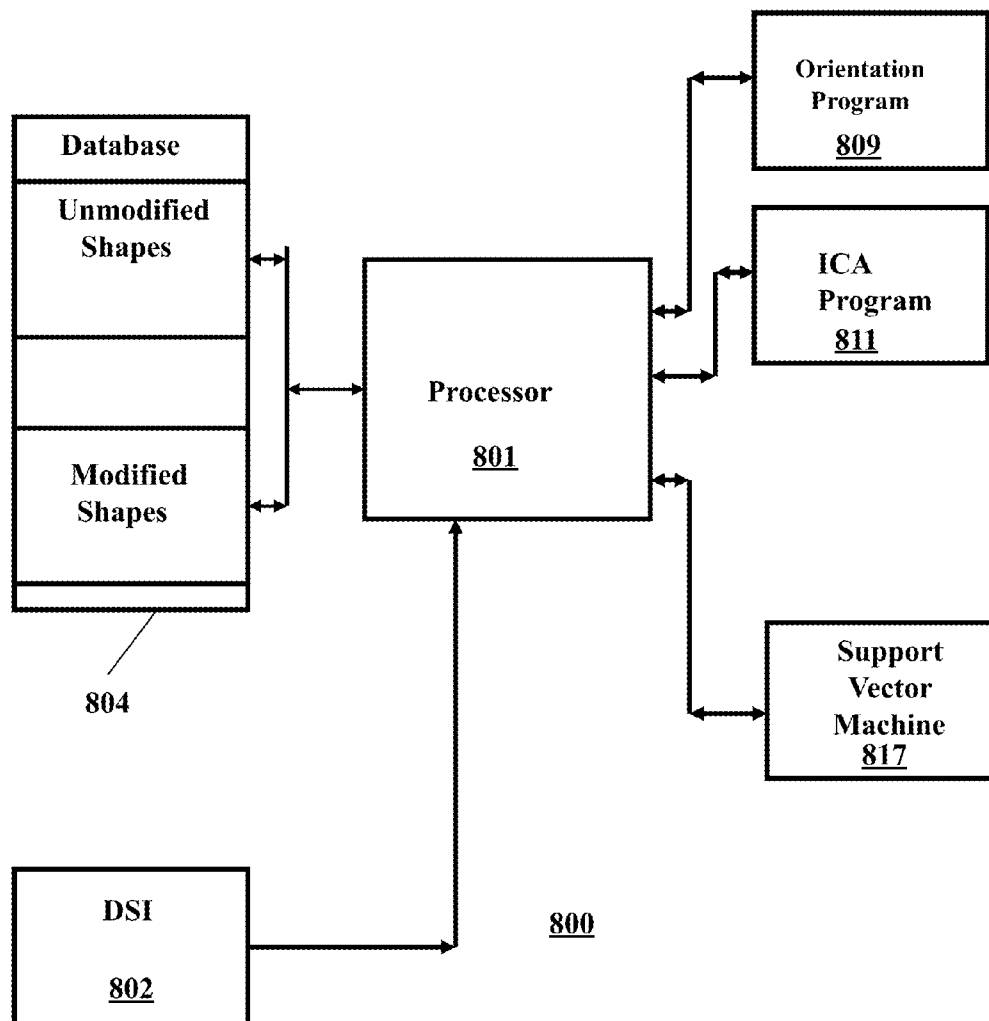 Orientation
Program
809
Database
Unmodified
Shapes
ICA
Program
811
Processor
801
Modified
Shapes
804
Support
Vector
Machine
817
DSI
802
800